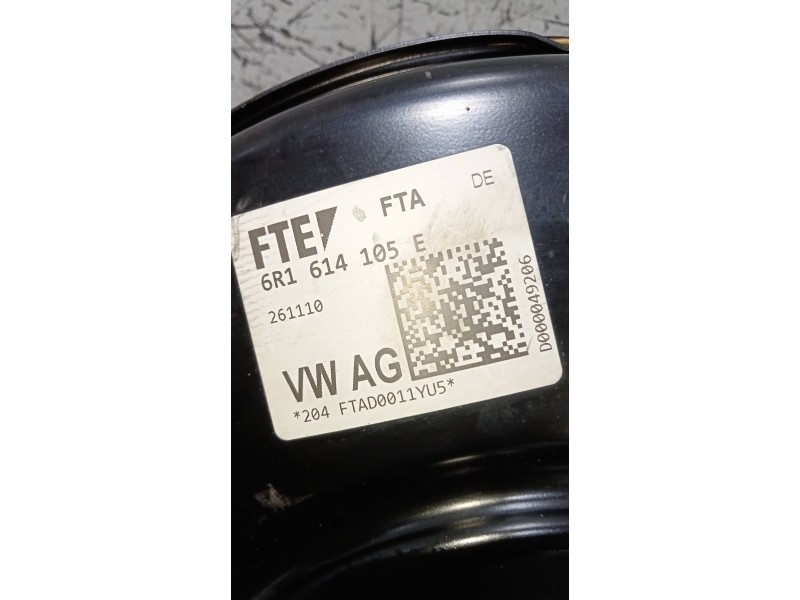 DE
FTE FTA
6R1 614 105 E
261110
D000049206
VW AG
*204 FTAD0011YU5*